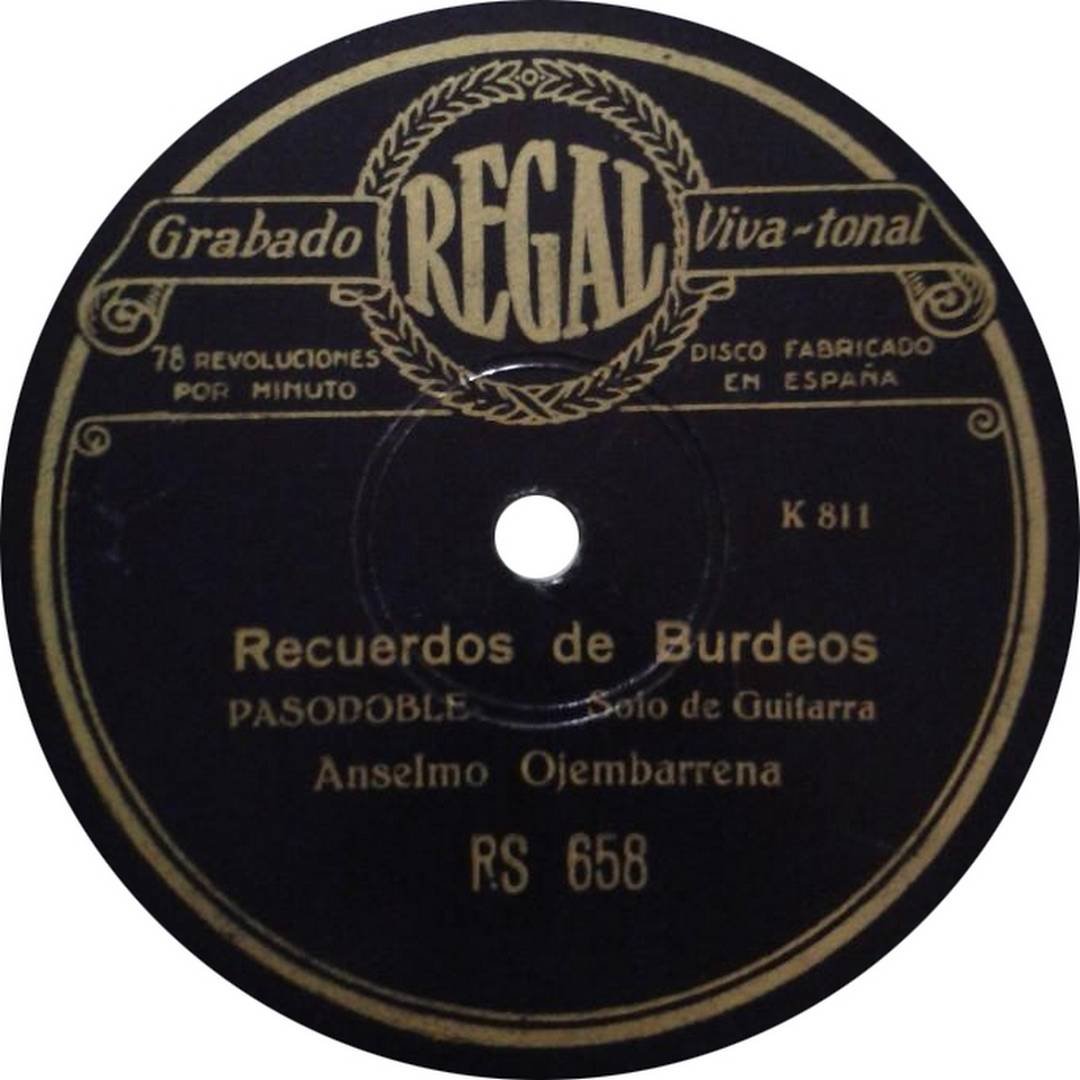 REGAL
Grabado Viva-tonal
78 REVOLUCIONES
POR MINUTO
DISCO FABRICADO
EN ESPAÑA
K 811
Recuerdos de Burdeos
PASODOBLE Solo de Guitarra
Anselmo Ojembarrena
RS 658